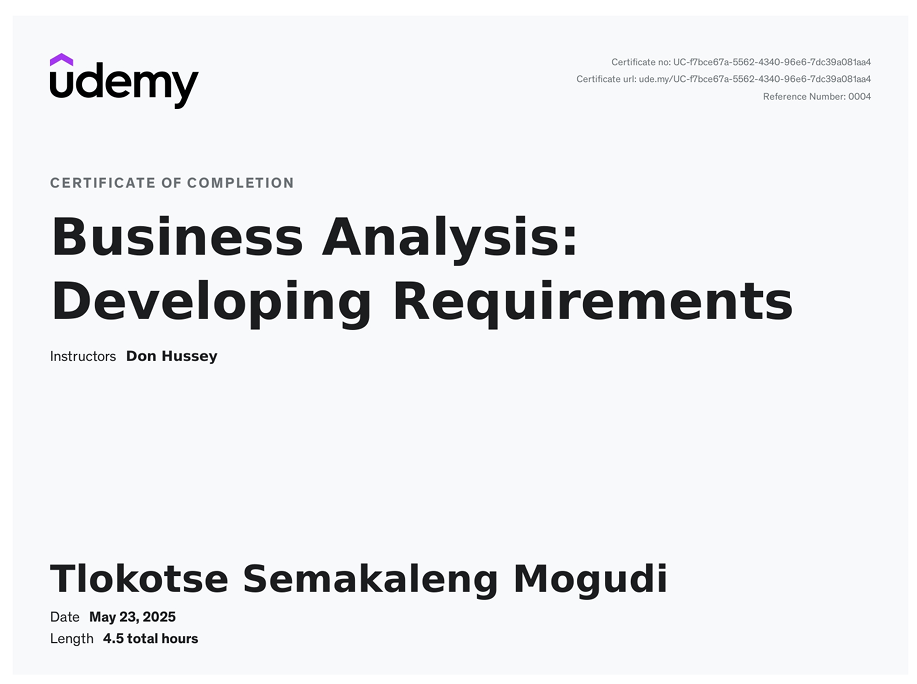 udemy
Certificate no: UC-f7bce67a-5562-4340-96e6-7dc39a081aa4
Certificate url: ude.my/UC-f7bce67a-5562-4340-96e6-7dc39a081aa4
Reference Number: 0004
CERTIFICATE OF COMPLETION
Business Analysis:
Developing Requirements
Instructors Don Hussey
Tlokotse Semakaleng Mogudi
Date May 23, 2025
Length 4.5 total hours